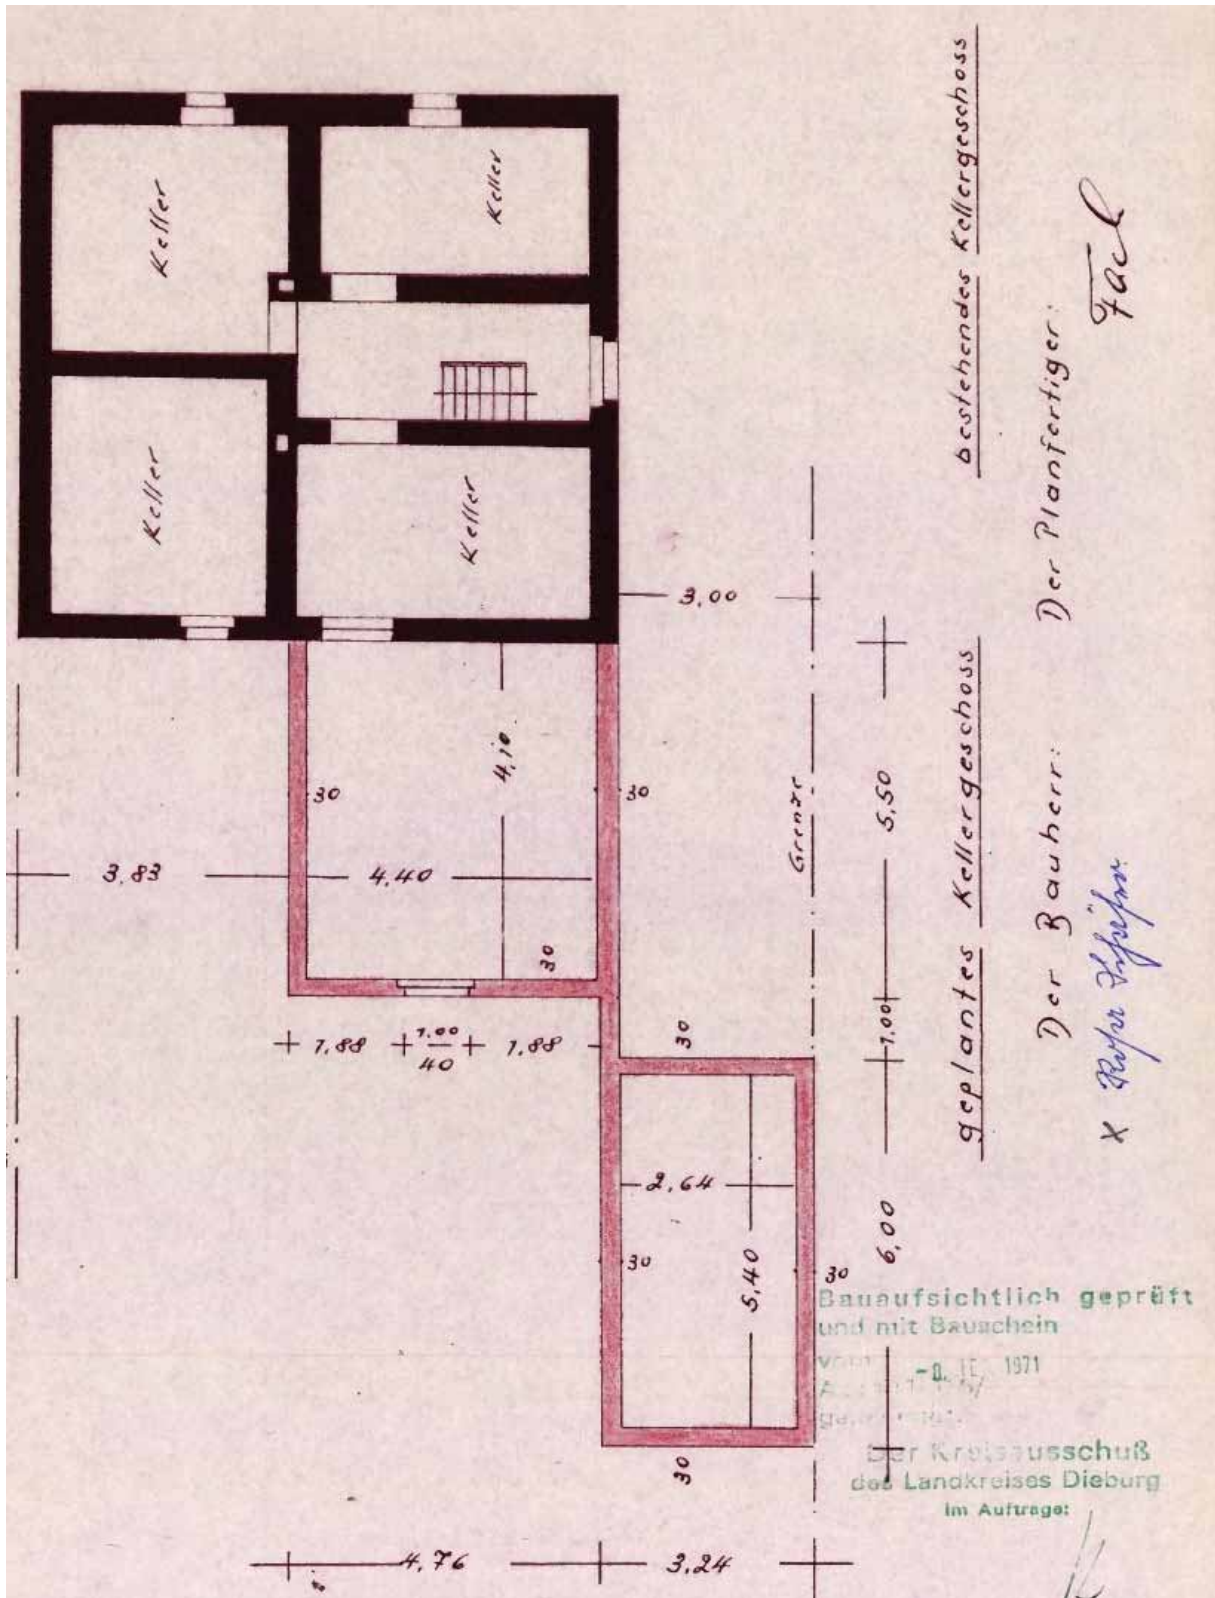 Keller
Keller
Keller
Keller
3,00
4,10
30
30
3,83
4,40
30
Grenze
5,50
1,88
1.00
40
1,88
30
1,00
2,64
30
5,40
30
6,00
30
4,76
3,24
bestehendes Kellergeschoss
geplantes Kellergeschoss
Der Planfertiger:
Der Bauherr:
x
Bauaufsichtlich geprüft
und mit Bauschein
vom
1971
Der Kreisausschuß
des Landkreises Dieburg
Im Auftrage: